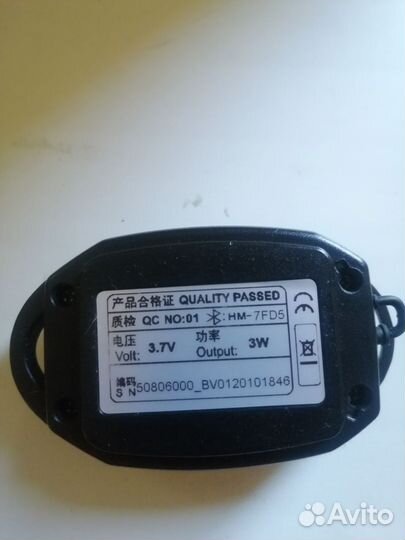 产品合格证 QUALITY PASSED
质检 QC NO:01 :HM-7FD5
电压 功率
Volt: 3.7V Output: 3W
编码
S N 50806000_BV0120101846
CE
Avito